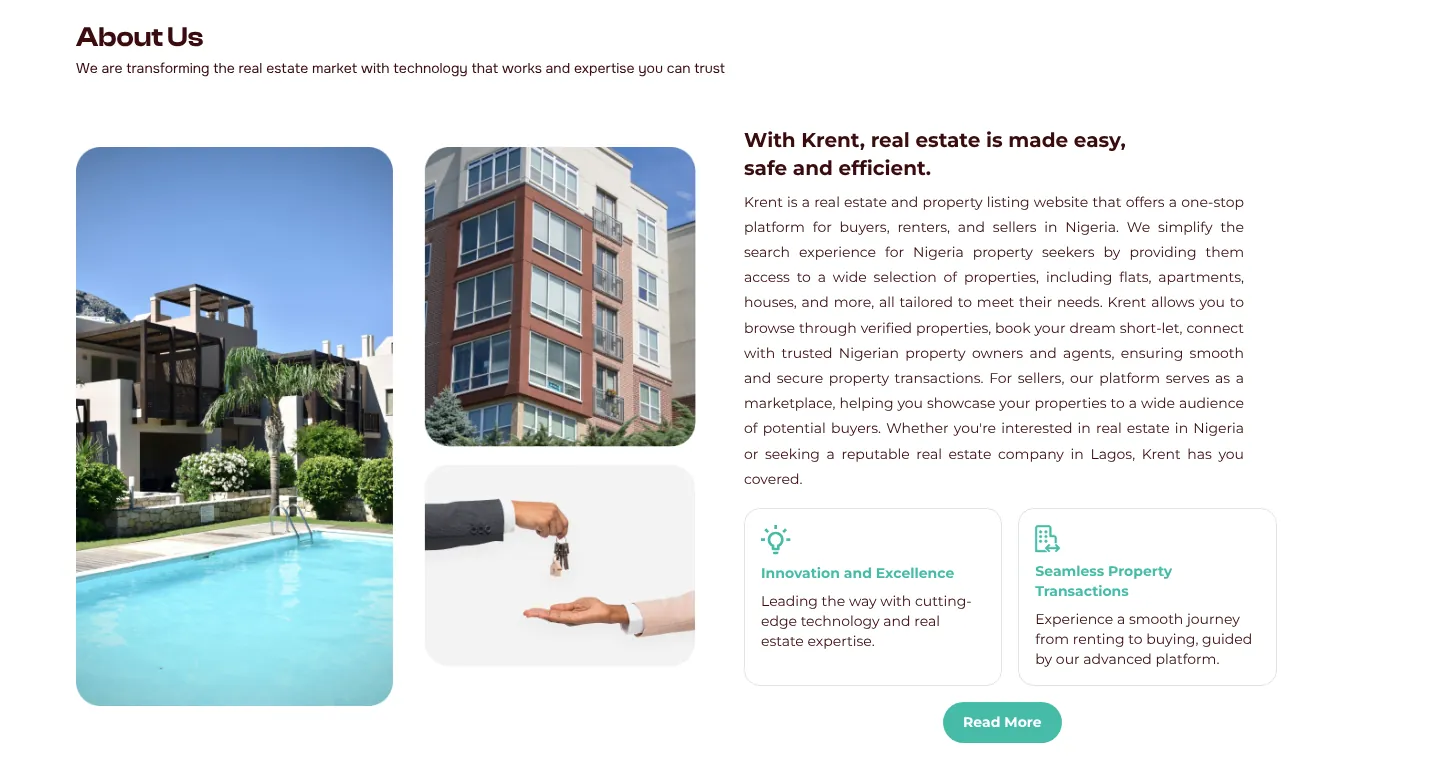 About Us
We are transforming the real estate market with technology that works and expertise you can trust
With Krent, real estate is made easy,
safe and efficient.
Krent is a real estate and property listing website that offers a one-stop
platform for buyers, renters, and sellers in Nigeria. We simplify the
search experience for Nigeria property seekers by providing them
access to a wide selection of properties, including flats, apartments,
houses, and more, all tailored to meet their needs. Krent allows you to
browse through verified properties, book your dream short-let, connect
with trusted Nigerian property owners and agents, ensuring smooth
and secure property transactions. For sellers, our platform serves as a
marketplace, helping you showcase your properties to a wide audience
of potential buyers. Whether you're interested in real estate in Nigeria
or seeking a reputable real estate company in Lagos, Krent has you
covered.
Innovation and Excellence
Leading the way with cutting-
edge technology and real
estate expertise.
Seamless Property
Transactions
Experience a smooth journey
from renting to buying, guided
by our advanced platform.
Read More